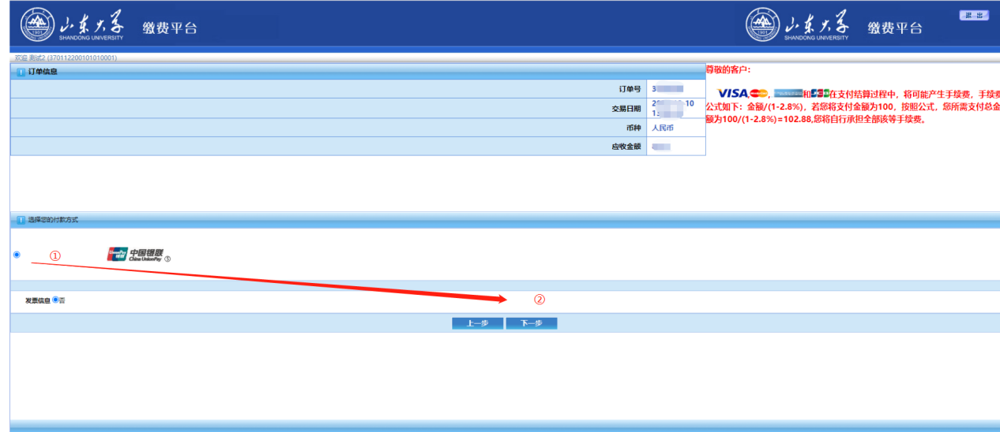 山东大学 SHANDONG UNIVERSITY 缴费平台 山东大学 SHANDONG UNIVERSITY 缴费平台 退 出
欢迎 测试2 (370112200101010001)
订单信息
订单号 3
交易日期 10
币种 人民币
应收金额
尊敬的客户：
VISA, 和JCB在支付结算过程中，将可能产生手续费，手续费
公式如下：金额/(1-2.8%)，若您将支付金额为100，按照公式，您所需支付总金
额为100/(1-2.8%)=102.88,您将自行承担全部该等手续费。
选择您的付款方式
① UnionPay 银联 中国银联 China UnionPay ⑤
发票信息 否 ②
上一步 下一步